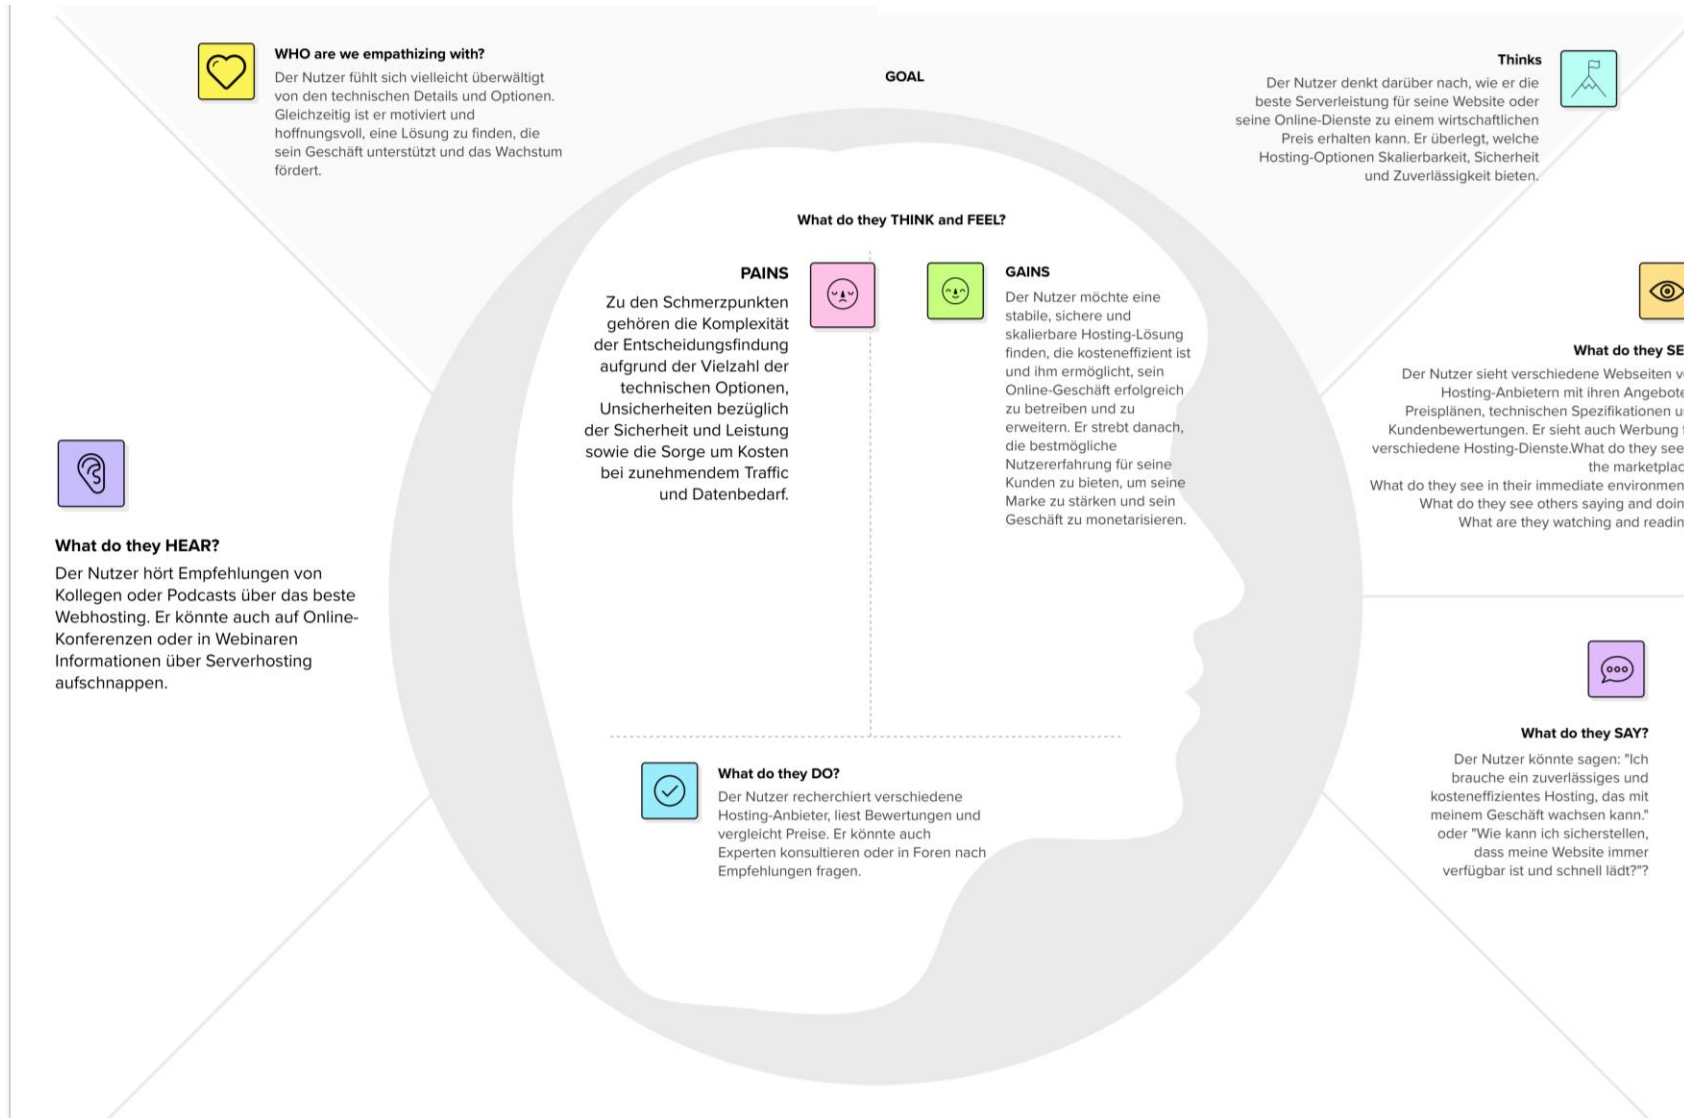 WHO are we empathizing with?
Der Nutzer fühlt sich vielleicht überwältigt
von den technischen Details und Optionen.
Gleichzeitig ist er motiviert und
hoffnungsvoll, eine Lösung zu finden, die
sein Geschäft unterstützt und das Wachstum
fördert.
GOAL
Thinks
Der Nutzer denkt darüber nach, wie er die
beste Serverleistung für seine Website oder
seine Online-Dienste zu einem wirtschaftlichen
Preis erhalten kann. Er überlegt, welche
Hosting-Optionen Skalierbarkeit, Sicherheit
und Zuverlässigkeit bieten.
What do they THINK and FEEL?
PAINS
Zu den Schmerzpunkten
gehören die Komplexität
der Entscheidungsfindung
aufgrund der Vielzahl der
technischen Optionen,
Unsicherheiten bezüglich
der Sicherheit und Leistung
sowie die Sorge um Kosten
bei zunehmendem Traffic
und Datenbedarf.
GAINS
Der Nutzer möchte eine
stabile, sichere und
skalierbare Hosting-Lösung
finden, die kosteneffizient ist
und ihm ermöglicht, sein
Online-Geschäft erfolgreich
zu betreiben und zu
erweitern. Er strebt danach,
die bestmögliche
Nutzererfahrung für seine
Kunden zu bieten, um seine
Marke zu stärken und sein
Geschäft zu monetarisieren.
What do they SE
Der Nutzer sieht verschiedene Webseiten v
Hosting-Anbietern mit ihren Angebote
Preisplänen, technischen Spezifikationen u
Kundenbewertungen. Er sieht auch Werbung f
verschiedene Hosting-Dienste.What do they see
the marketplac
What do they see in their immediate environmen
What do they see others saying and doin
What are they watching and readin
What do they HEAR?
Der Nutzer hört Empfehlungen von
Kollegen oder Podcasts über das beste
Webhosting. Er könnte auch auf Online-
Konferenzen oder in Webinaren
Informationen über Serverhosting
aufschnappen.
What do they SAY?
Der Nutzer könnte sagen: "Ich
brauche ein zuverlässiges und
kosteneffizientes Hosting, das mit
meinem Geschäft wachsen kann."
oder "Wie kann ich sicherstellen,
dass meine Website immer
verfügbar ist und schnell lädt?"?
What do they DO?
Der Nutzer recherchiert verschiedene
Hosting-Anbieter, liest Bewertungen und
vergleicht Preise. Er könnte auch
Experten konsultieren oder in Foren nach
Empfehlungen fragen.